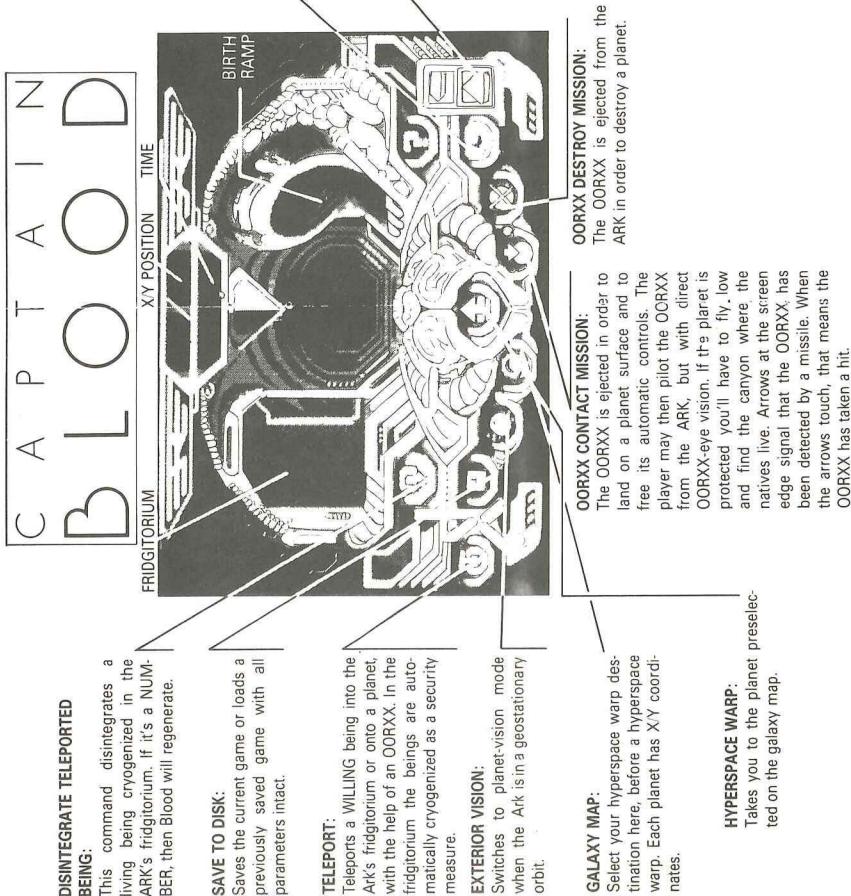 CAPTAIN
BLOOD
FRIDGITORIUM
X/Y POSITION
TIME
BIRTH
RAMP
DISINTEGRATE TELEPORTED
BEING:
This command disintegrates a
living being cryogenized in the
ARK's fridgitorium. If it's a NUM-
BER, then Blood will regenerate.
SAVE TO DISK:
Saves the current game or loads a
previously saved game with all
parameters intact.
TELEPORT:
Teleports a WILLING being into the
Ark's fridgitorium or onto a planet,
with the help of an OORXX. In the
fridgitorium the beings are auto-
matically cryogenized as a security
measure.
EXTERIOR VISION:
Switches to planet-vision mode
when the Ark is in a geostationary
orbit.
GALAXY MAP:
Select your hyperspace warp des-
tination here, before a hyperspace
warp. Each planet has X/Y coordi-
nates.
HYPERSPACE WARP:
Takes you to the planet preselec-
ted on the galaxy map.
OORXX CONTACT MISSION:
The OORXX is ejected in order to
land on a planet surface and to
free its automatic controls. The
player may then pilot the OORXX
from the ARK, but with direct
OORXX-eye vision. If the planet is
protected you'll have to fly low
and find the canyon where the
natives live. Arrows at the screen
edge signal that the OORXX has
been detected by a missile. When
the arrows touch, that means the
OORXX has taken a hit.
OORXX DESTROY MISSION:
The OORXX is ejected from the
ARK in order to destroy a planet.